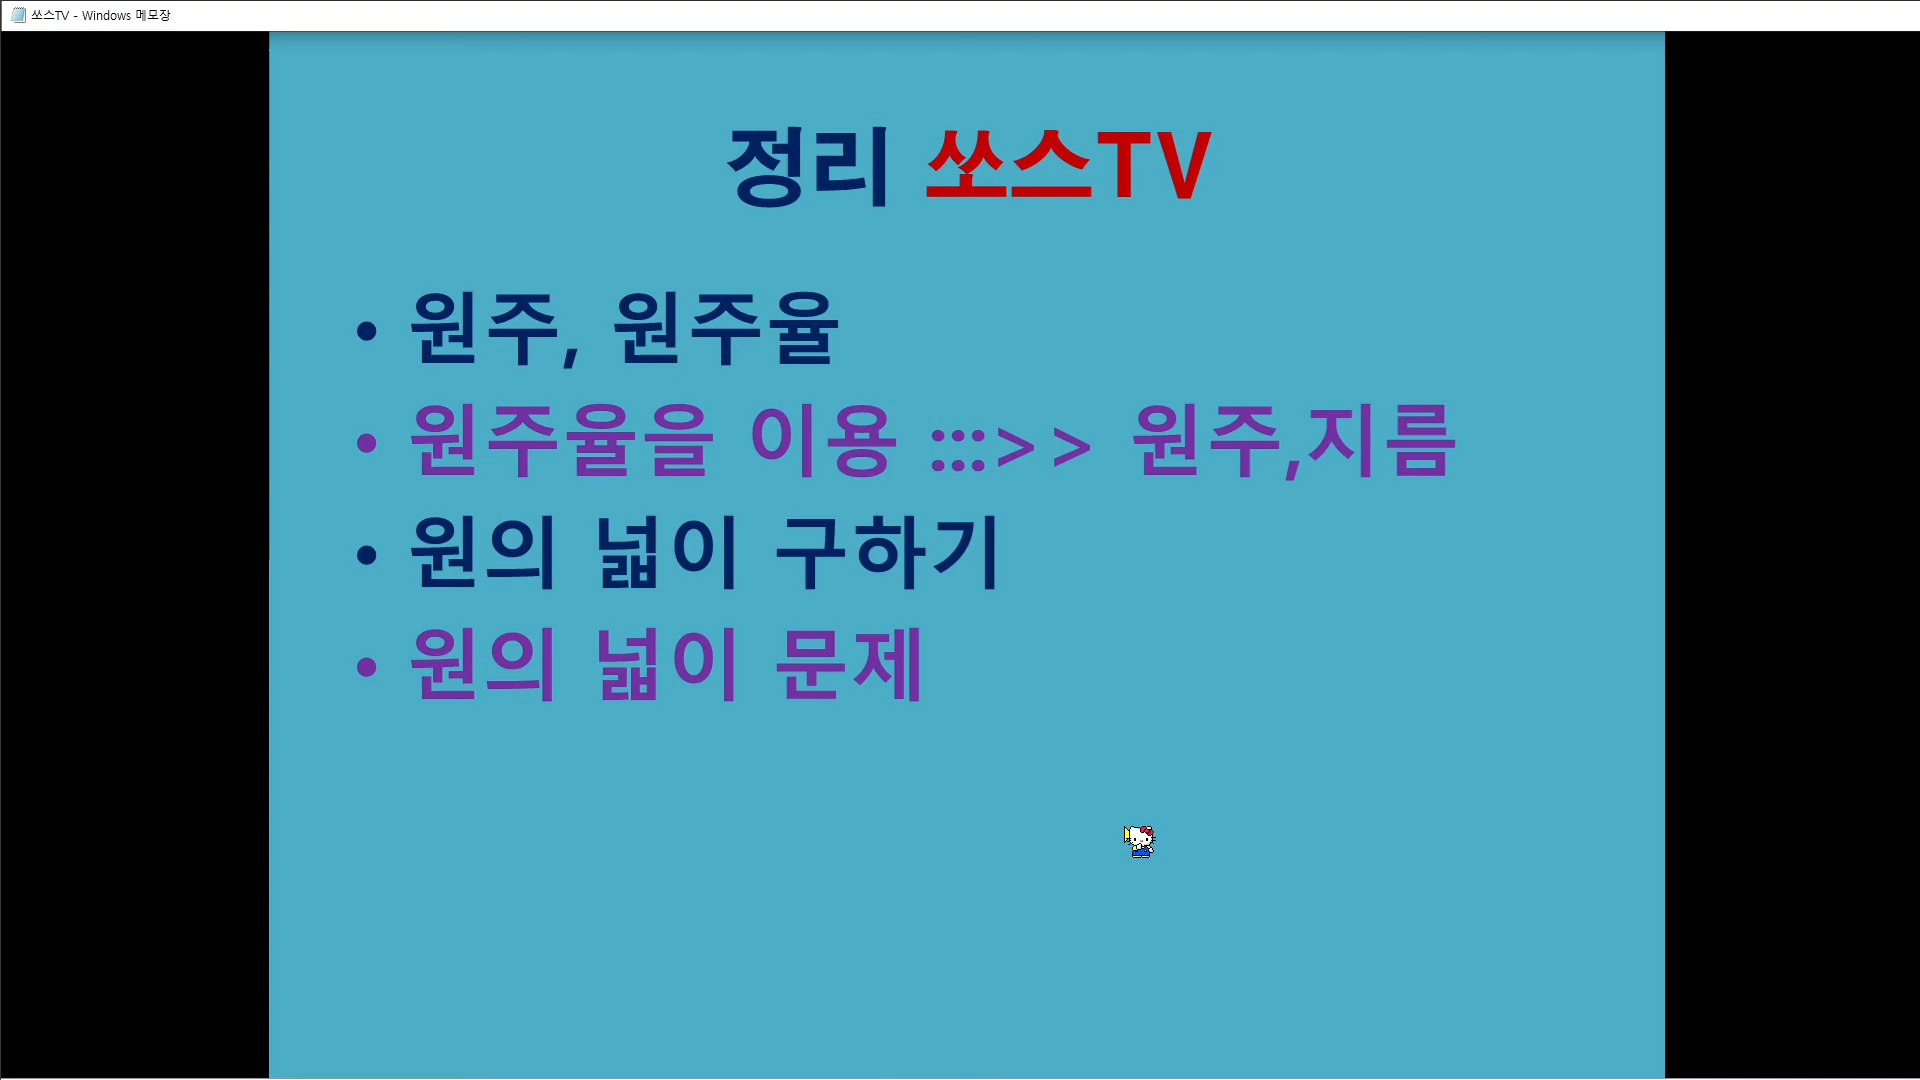 쏘스TV - Windows 메모장
정리 쏘스TV
• 원주, 원주율
• 원주율을 이용 :::>> 원주,지름
• 원의 넓이 구하기
• 원의 넓이 문제